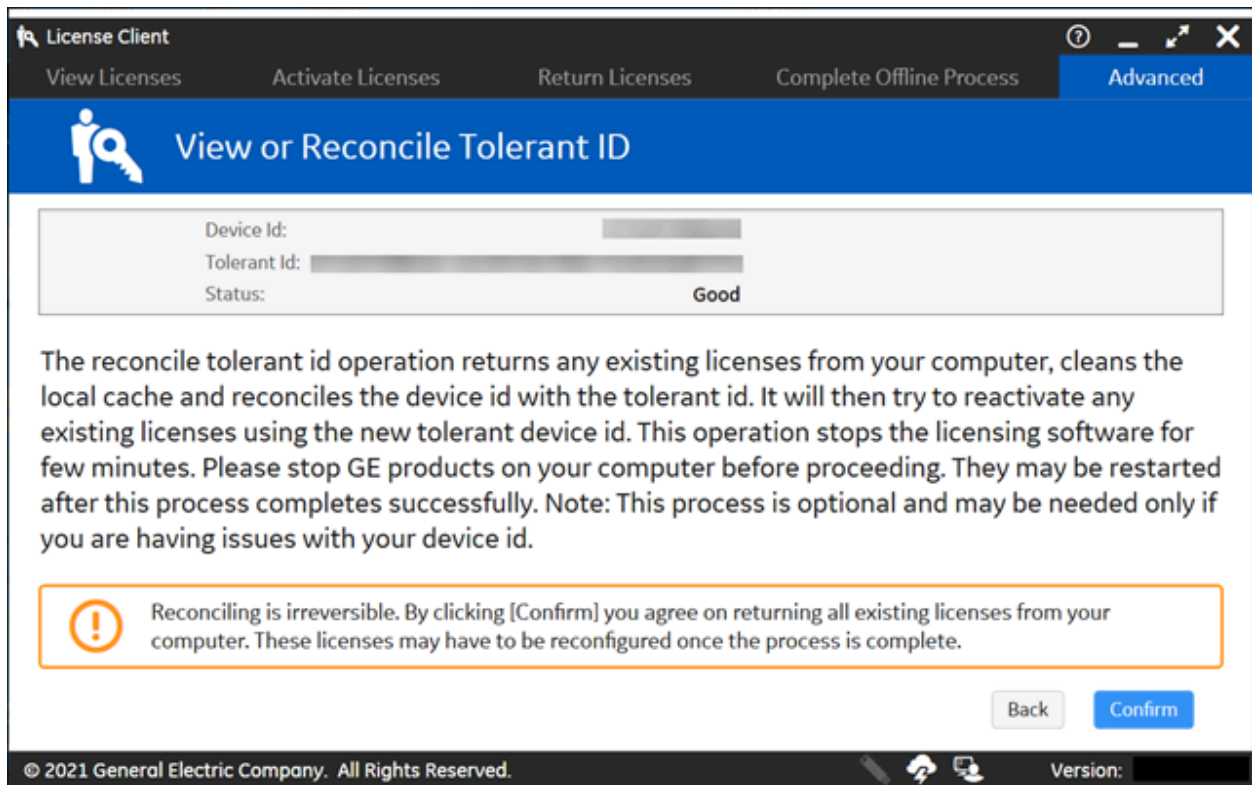 License Client
View Licenses Activate Licenses Return Licenses Complete Offline Process Advanced
View or Reconcile Tolerant ID
Device Id:
Tolerant Id:
Status: Good
The reconcile tolerant id operation returns any existing licenses from your computer, cleans the
local cache and reconciles the device id with the tolerant id. It will then try to reactivate any
existing licenses using the new tolerant device id. This operation stops the licensing software for
few minutes. Please stop GE products on your computer before proceeding. They may be restarted
after this process completes successfully. Note: This process is optional and may be needed only if
you are having issues with your device id.
Reconciling is irreversible. By clicking [Confirm] you agree on returning all existing licenses from your
computer. These licenses may have to be reconfigured once the process is complete.
Back Confirm
© 2021 General Electric Company. All Rights Reserved. Version: